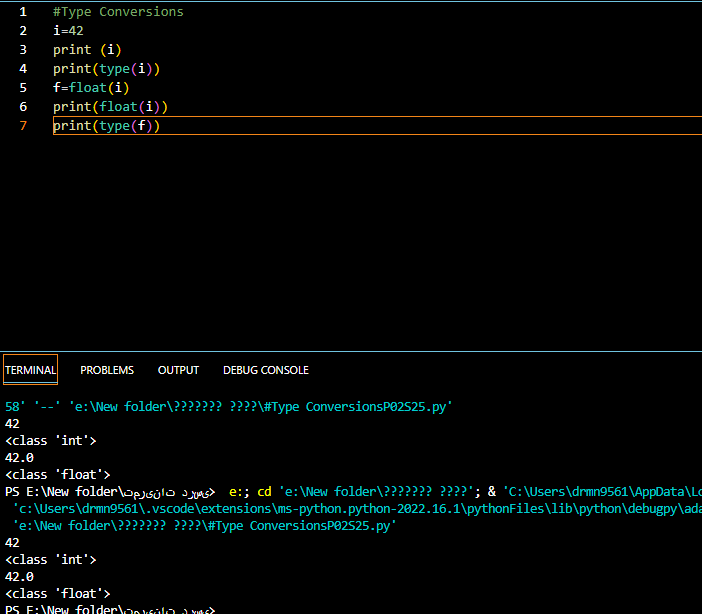 1 #Type Conversions
2 i=42
3 print (i)
4 print(type(i))
5 f=float(i)
6 print(float(i))
7 print(type(f))
TERMINAL PROBLEMS OUTPUT DEBUG CONSOLE
58' '--' 'e:\New folder\??????? ????\#Type ConversionsP02S25.py'
42
<class 'int'>
42.0
<class 'float'>
PS E:\New folder\تمرینات درسی> e:; cd 'e:\New folder\??????? ????'; & 'C:\Users\drmn9561\AppData\Lo
'c:\Users\drmn9561\.vscode\extensions\ms-python.python-2022.16.1\pythonFiles\lib\python\debugpy\ada
'e:\New folder\??????? ????\#Type ConversionsP02S25.py'
42
<class 'int'>
42.0
<class 'float'>
PS E:\New folder\تمرینات درسی>